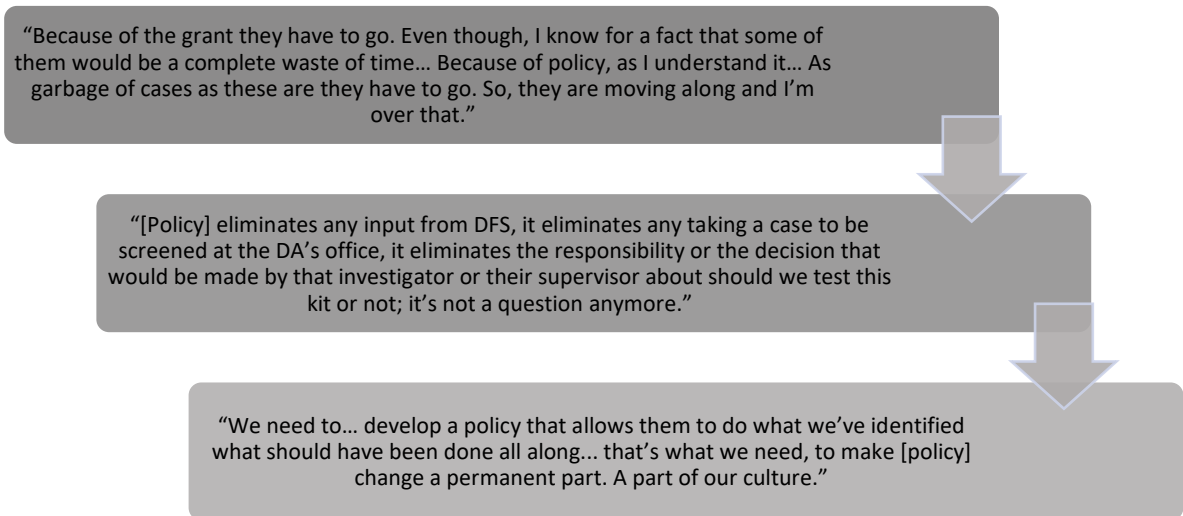 “Because of the grant they have to go. Even though, I know for a fact that some of
them would be a complete waste of time… Because of policy, as I understand it… As
garbage of cases as these are they have to go. So, they are moving along and I’m
over that.”
“[Policy] eliminates any input from DFS, it eliminates any taking a case to be
screened at the DA’s office, it eliminates the responsibility or the decision that
would be made by that investigator or their supervisor about should we test this
kit or not; it’s not a question anymore.”
“We need to… develop a policy that allows them to do what we’ve identified
what should have been done all along... that’s what we need, to make [policy]
change a permanent part. A part of our culture.”